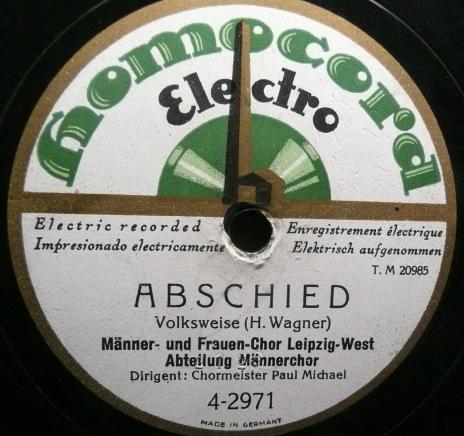 Homocord
Electro
Electric recorded
Enregistrement électrique
Impresionado electricamente
Elektrisch aufgenommen
T. M 20985
ABSCHIED
Volksweise (H. Wagner)
Männer- und Frauen-Chor Leipzig-West
Abteilung Männerchor
Dirigent: Chormeister Paul Michael
4-2971
MADE IN GERMANY